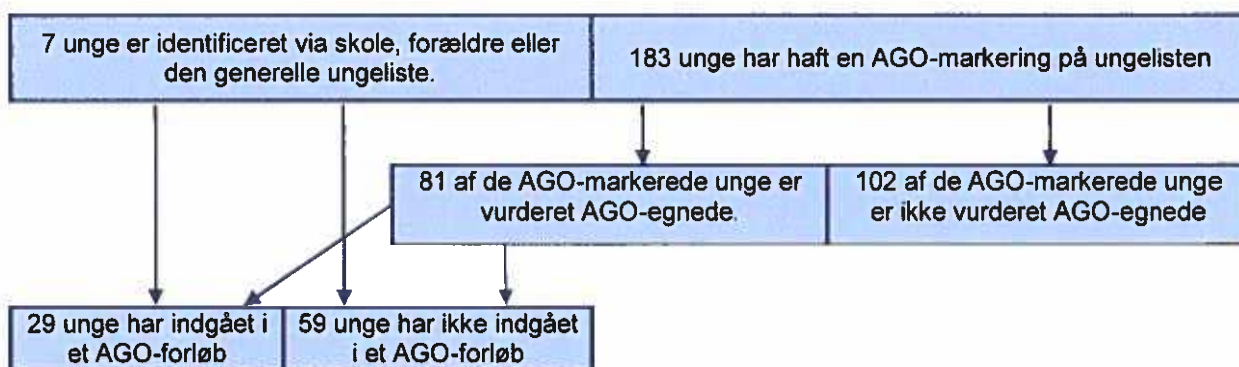 7 unge er identificeret via skole, forældre eller
den generelle ungeliste.
183 unge har haft en AGO-markering på ungelisten
81 af de AGO-markerede unge er
vurderet AGO-egnede.
102 af de AGO-markerede unge
er ikke vurderet AGO-egnede
29 unge har indgået i
et AGO-forløb
59 unge har ikke indgået
i et AGO-forløb